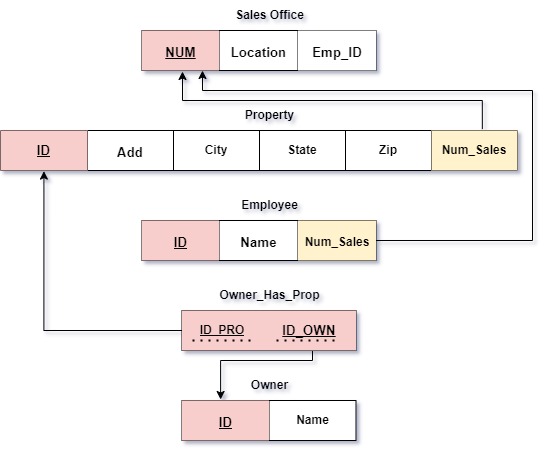 Sales Office
NUM Location Emp_ID
Property
ID Add City State Zip Num_Sales
Employee
ID Name Num_Sales
Owner_Has_Prop
ID_PRO ID_OWN
Owner
ID Name